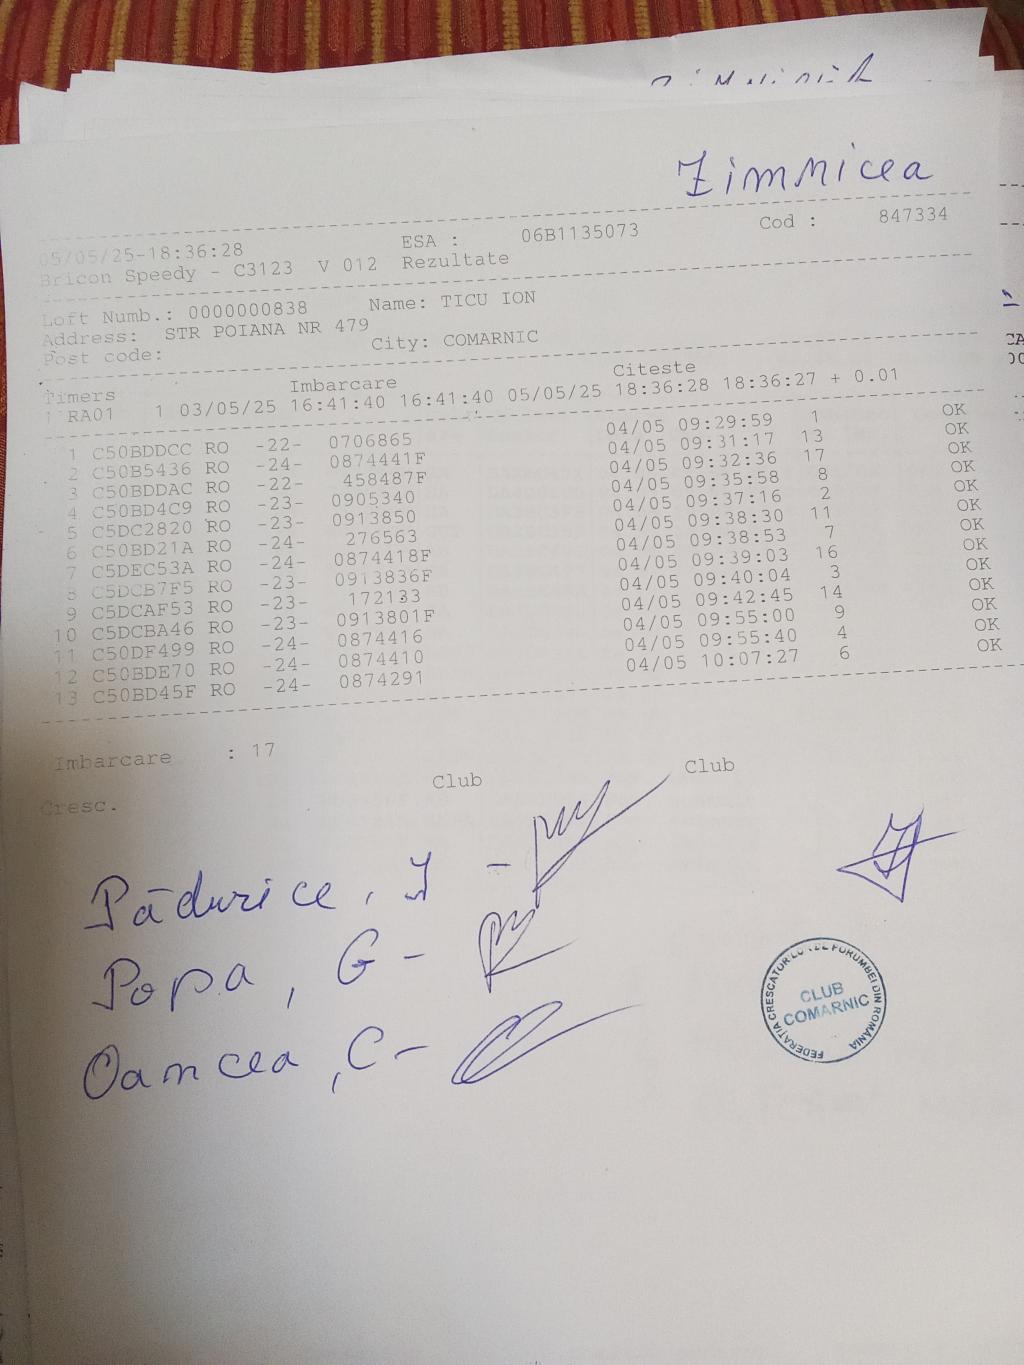 Zimnicea
05/05/25-18:36:28 ESA : 06B1135073 Cod : 847334
Bricon Speedy - C3123 V 012 Rezultate
Loft Numb.: 0000000838 Name: TICU ION
Address: STR POIANA NR 479
Post code: City: COMARNIC
Timers Imbarcare Citeste
RA01 1 03/05/25 16:41:40 16:41:40 05/05/25 18:36:28 18:36:27 + 0.01
1 C50BDDCC RO -22- 0706865 04/05 09:29:59 1 OK
2 C50B5436 RO -24- 0874441F 04/05 09:31:17 13 OK
3 C50BDDAC RO -22- 458487F 04/05 09:32:36 17 OK
4 C50BD4C9 RO -23- 0905340 04/05 09:35:58 8 OK
5 C5DC2820 RO -23- 0913850 04/05 09:37:16 2 OK
6 C50BD21A RO -24- 276563 04/05 09:38:30 11 OK
7 C5DEC53A RO -24- 0874418F 04/05 09:38:53 7 OK
8 C5DCB7F5 RO -23- 0913836F 04/05 09:39:03 16 OK
9 C5DCAF53 RO -23- 172133 04/05 09:40:04 3 OK
10 C5DCBA46 RO -23- 0913801F 04/05 09:42:45 14 OK
11 C50DF499 RO -24- 0874416 04/05 09:55:00 9 OK
12 C50BDE70 RO -24- 0874410 04/05 09:55:40 4 OK
13 C50BD45F RO -24- 0874291 04/05 10:07:27 6 OK
Imbarcare : 17
Cresc. Club Club
Pădurice, I -
Popa, G -
Oancea, C -
FEDERAȚIA CRESCATOR PORUMBEI DIN ROMANIA
CLUB
COMARNIC